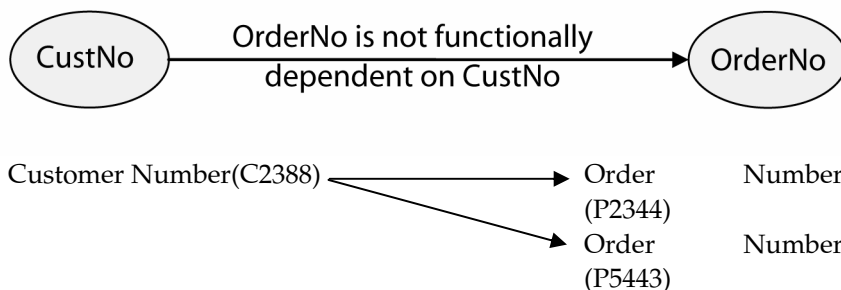 CustNo
OrderNo is not functionally
dependent on CustNo
OrderNo
Customer Number(C2388)
Order Number
(P2344)
Order Number
(P5443)